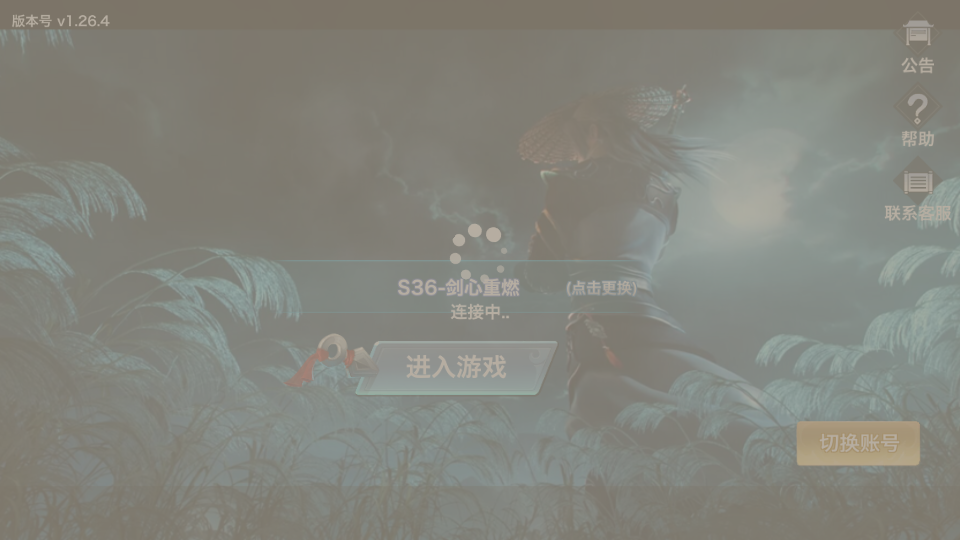 版本号 v1.26.4
公告
帮助
联系客服
S36-剑心重燃 (点击更换)
连接中..
进入游戏
切换账号